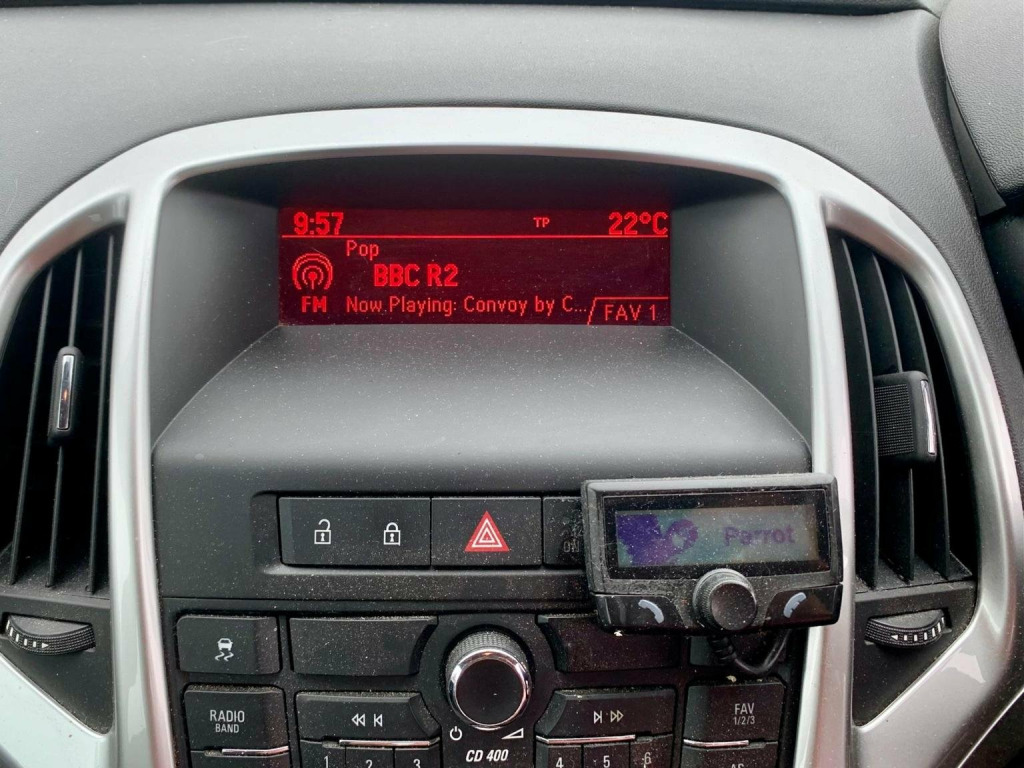 9:57 TP 22°C
Pop
BBC R2
FM Now Playing: Convoy by C... FAV 1
Parrot
RADIO
BAND
FAV
1/2/3
CD 400
1 2 3 4 5 6
AS